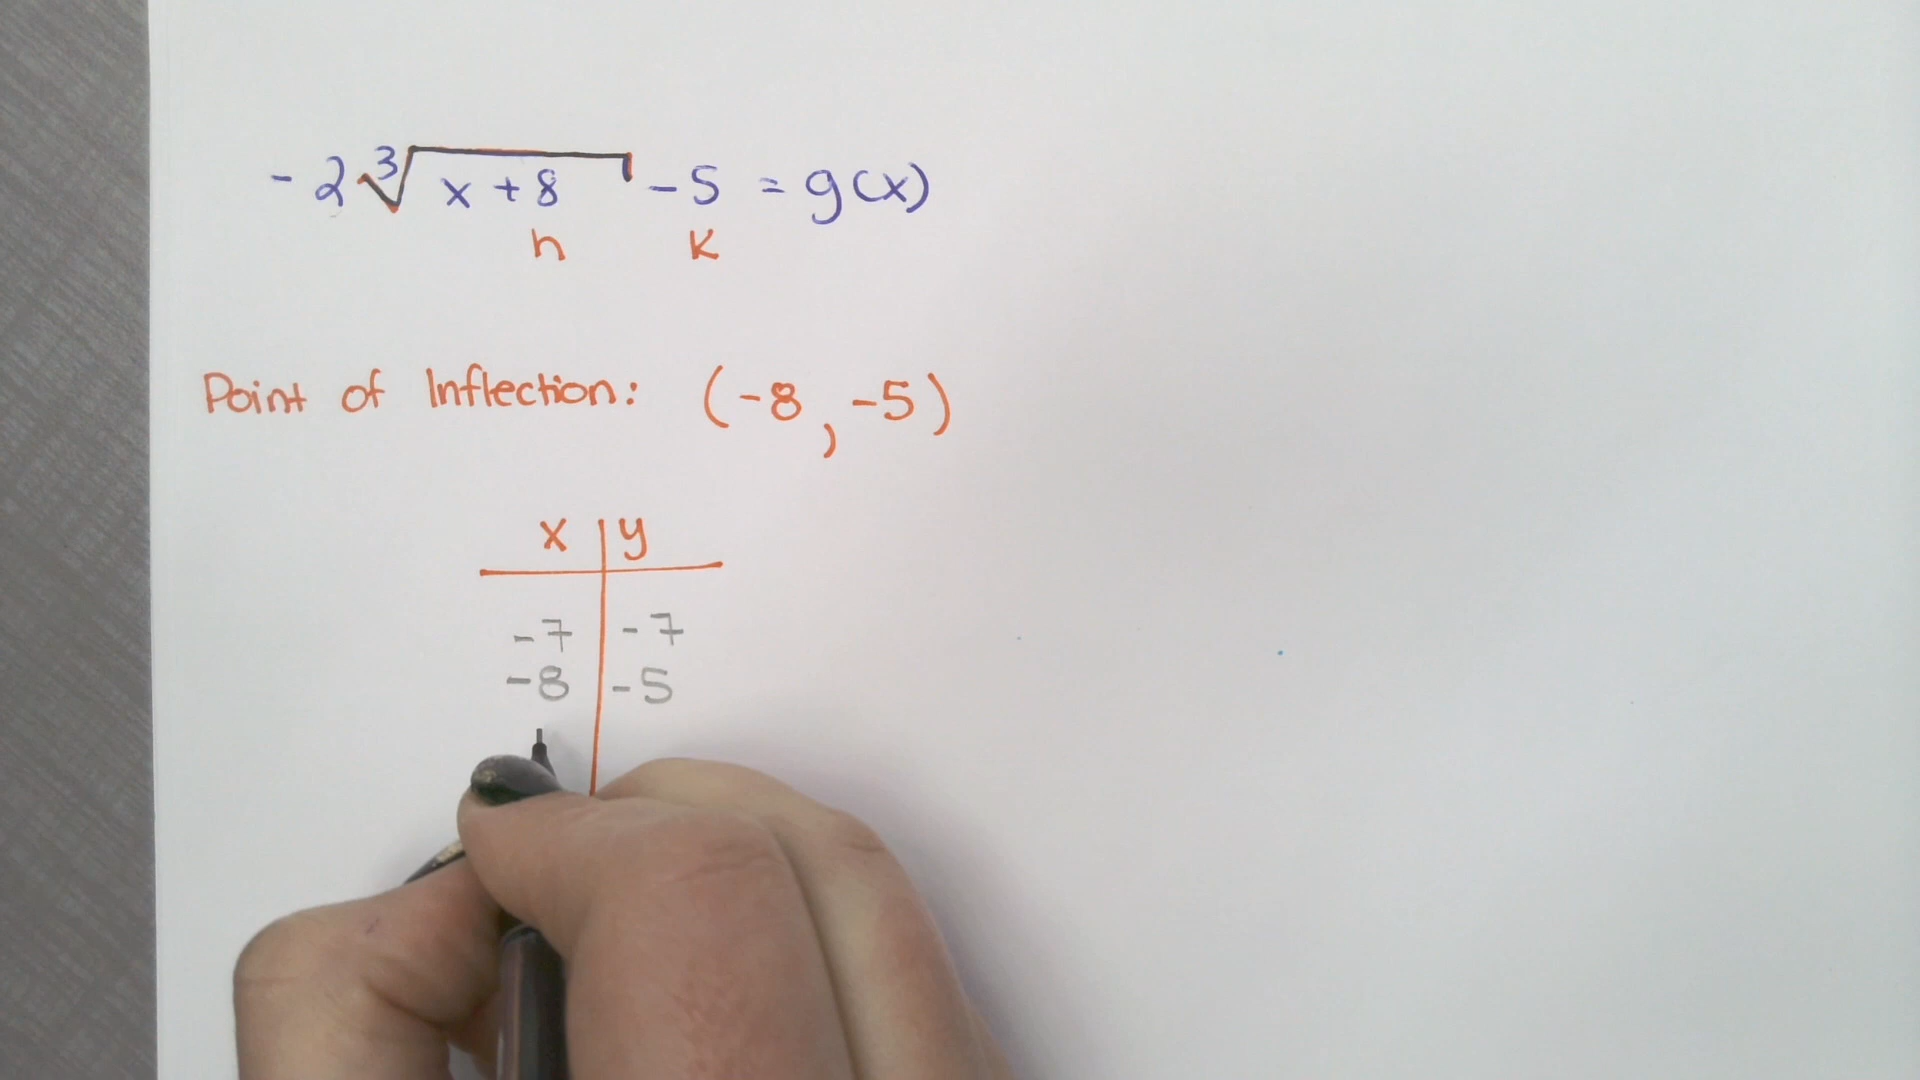 -2∛(x+8) -5 = g(x)
h K
Point of Inflection: (-8, -5)
x y
-7 -7
-8 -5